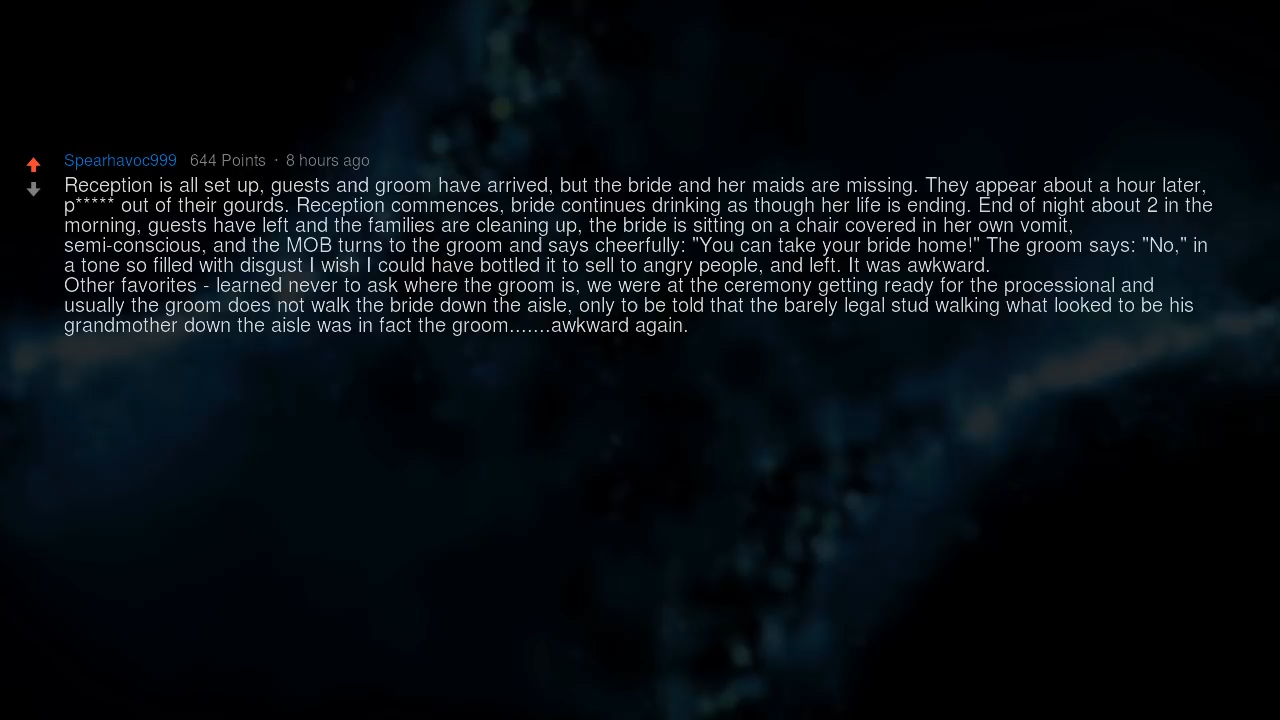 Spearhavoc999 644 Points · 8 hours ago
Reception is all set up, guests and groom have arrived, but the bride and her maids are missing. They appear about a hour later,
p***** out of their gourds. Reception commences, bride continues drinking as though her life is ending. End of night about 2 in the
morning, guests have left and the families are cleaning up, the bride is sitting on a chair covered in her own vomit,
semi-conscious, and the MOB turns to the groom and says cheerfully: "You can take your bride home!" The groom says: "No," in
a tone so filled with disgust I wish I could have bottled it to sell to angry people, and left. It was awkward.
Other favorites - learned never to ask where the groom is, we were at the ceremony getting ready for the processional and
usually the groom does not walk the bride down the aisle, only to be told that the barely legal stud walking what looked to be his
grandmother down the aisle was in fact the groom.......awkward again.